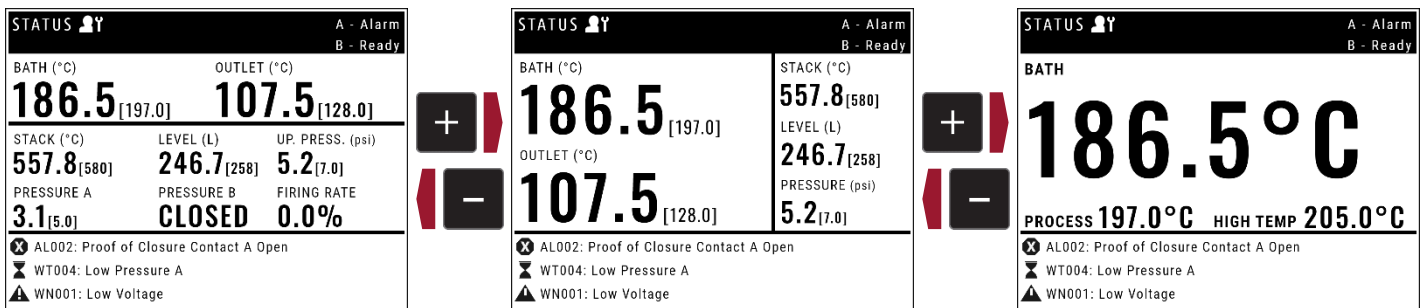 STATUS A - Alarm
B - Ready
BATH (°C) OUTLET (°C)
186.5[197.0] 107.5[128.0]
STACK (°C) LEVEL (L) UP. PRESS. (psi)
557.8[580] 246.7[258] 5.2[7.0]
PRESSURE A PRESSURE B FIRING RATE
3.1[5.0] CLOSED 0.0%
AL002: Proof of Closure Contact A Open
WT004: Low Pressure A
WN001: Low Voltage
+
-
STATUS A - Alarm
B - Ready
BATH (°C)
186.5[197.0]
OUTLET (°C)
107.5[128.0]
STACK (°C)
557.8[580]
LEVEL (L)
246.7[258]
PRESSURE (psi)
5.2[7.0]
AL002: Proof of Closure Contact A Open
WT004: Low Pressure A
WN001: Low Voltage
+
-
STATUS A - Alarm
B - Ready
BATH
186.5°C
PROCESS 197.0°C HIGH TEMP 205.0°C
AL002: Proof of Closure Contact A Open
WT004: Low Pressure A
WN001: Low Voltage